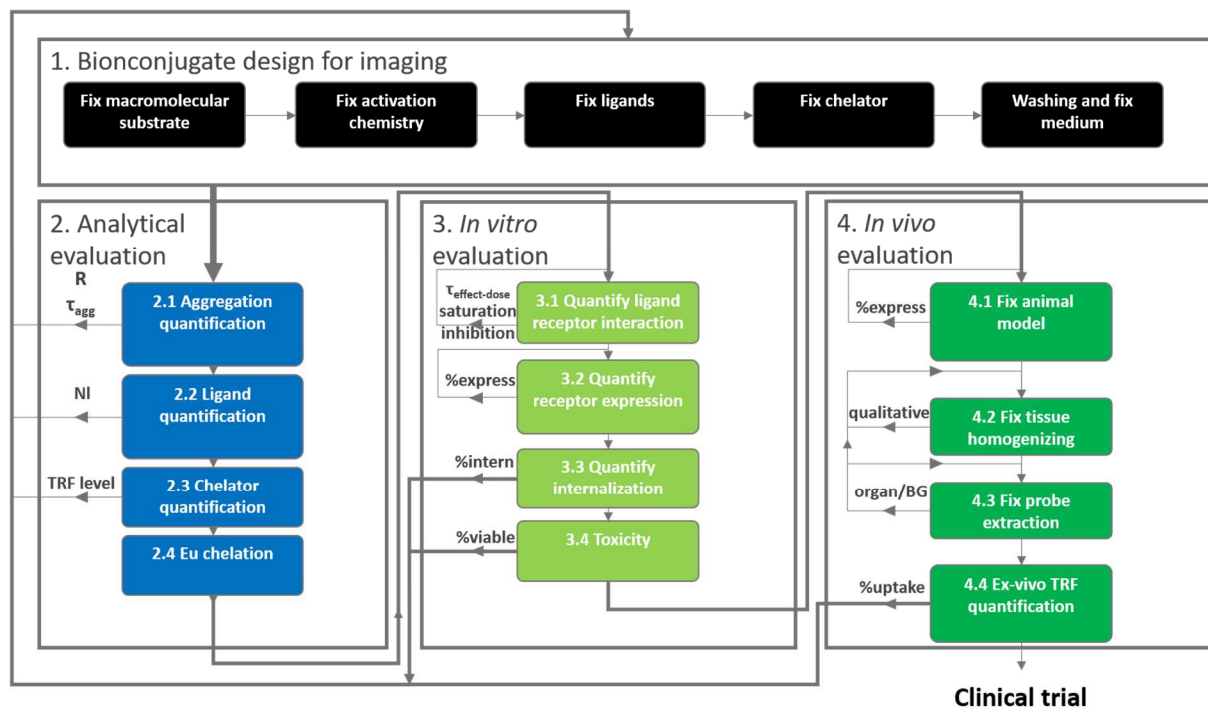 1. Bionconjugate design for imaging
Fix macromolecular
substrate
Fix activation
chemistry
Fix ligands
Fix chelator
Washing and fix
medium
2. Analytical
evaluation
R
τagg
2.1 Aggregation
quantification
Nl
2.2 Ligand
quantification
TRF level
2.3 Chelator
quantification
2.4 Eu chelation
3. In vitro
evaluation
τeffect-dose
saturation
inhibition
3.1 Quantify ligand
receptor interaction
%express
3.2 Quantify
receptor expression
%intern
3.3 Quantify
internalization
%viable
3.4 Toxicity
4. In vivo
evaluation
%express
4.1 Fix animal
model
qualitative
4.2 Fix tissue
homogenizing
organ/BG
4.3 Fix probe
extraction
%uptake
4.4 Ex-vivo TRF
quantification
Clinical trial